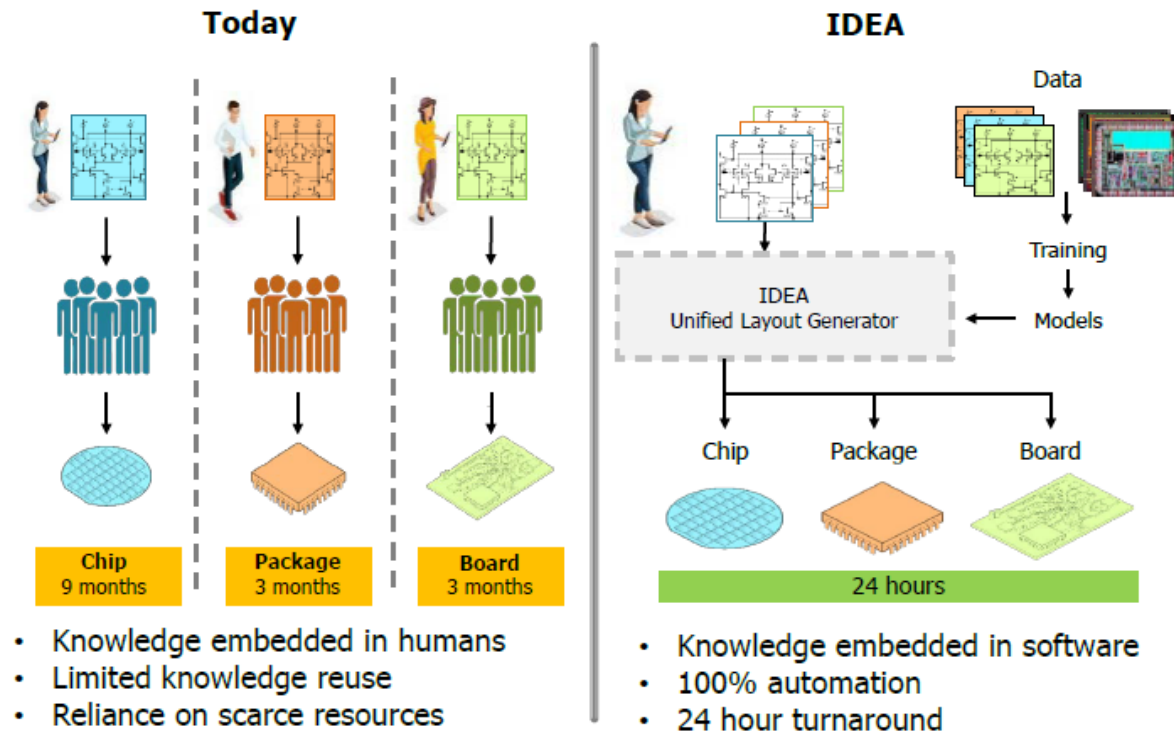 Today
Chip
9 months
Package
3 months
Board
3 months
• Knowledge embedded in humans
• Limited knowledge reuse
• Reliance on scarce resources
IDEA
Data
Training
Models
IDEA
Unified Layout Generator
Chip
Package
Board
24 hours
• Knowledge embedded in software
• 100% automation
• 24 hour turnaround